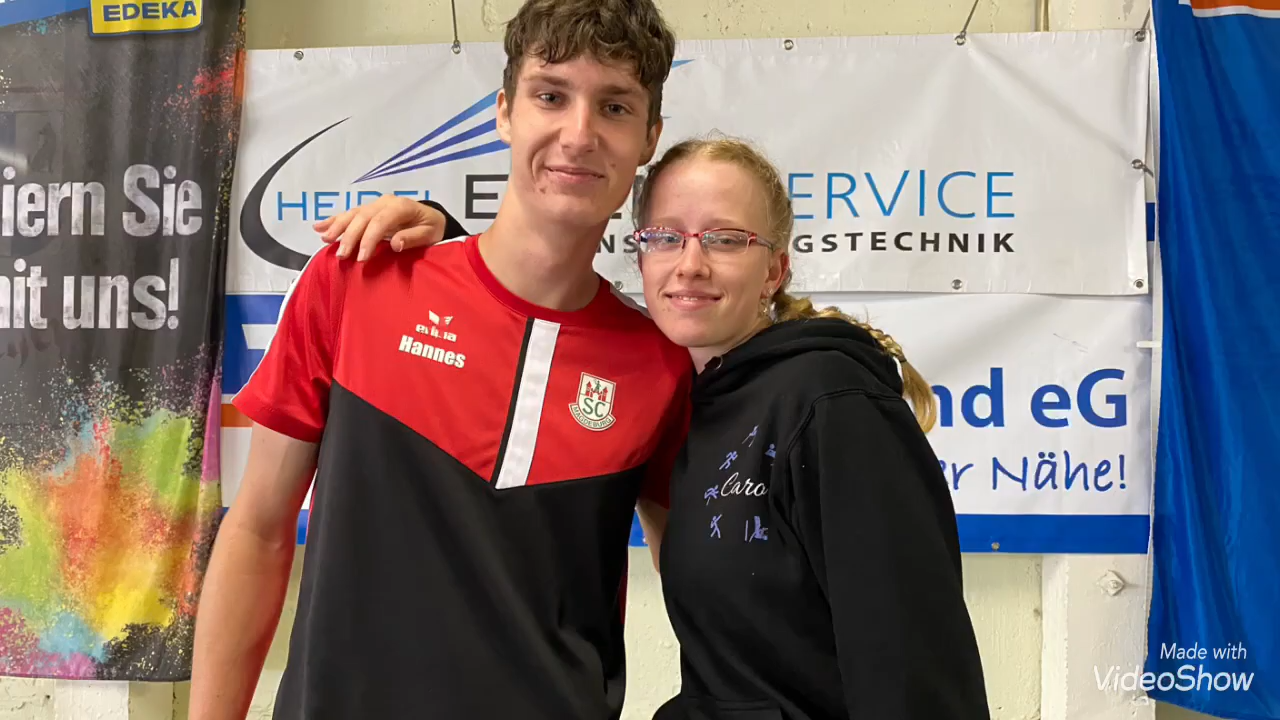 EDEKA
iern Sie
it uns!
HEIDEL
SERVICE
GSTECHNIK
nd eG
er Nähe!
erima
Hannes
SC
MAGDEBURG
Caro
Made with
VideoShow